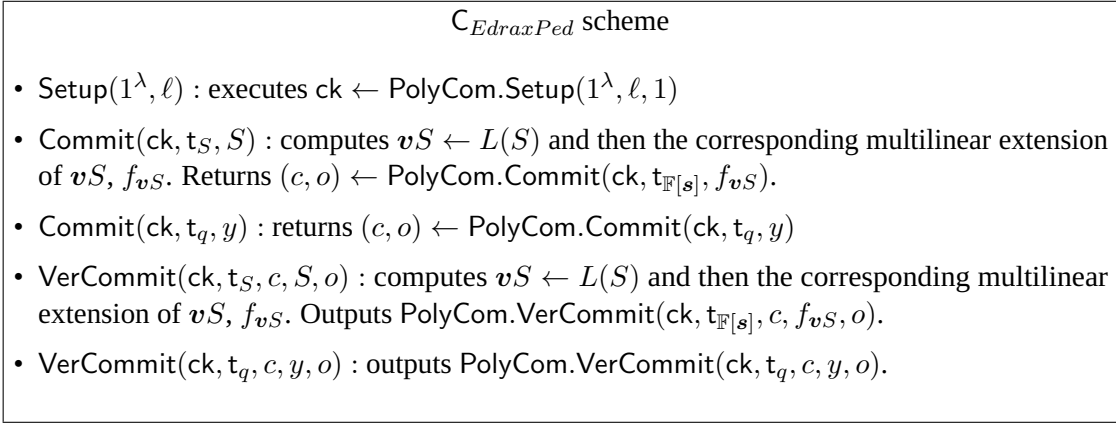 C_{EdraxPed} scheme
• Setup(1^λ, ℓ) : executes ck ← PolyCom.Setup(1^λ, ℓ, 1)
• Commit(ck, t_S, S) : computes vS ← L(S) and then the corresponding multilinear extension
of vS, f_{vS}. Returns (c, o) ← PolyCom.Commit(ck, t_{𝔽[s]}, f_{vS}).
• Commit(ck, t_q, y) : returns (c, o) ← PolyCom.Commit(ck, t_q, y)
• VerCommit(ck, t_S, c, S, o) : computes vS ← L(S) and then the corresponding multilinear
extension of vS, f_{vS}. Outputs PolyCom.VerCommit(ck, t_{𝔽[s]}, c, f_{vS}, o).
• VerCommit(ck, t_q, c, y, o) : outputs PolyCom.VerCommit(ck, t_q, c, y, o).